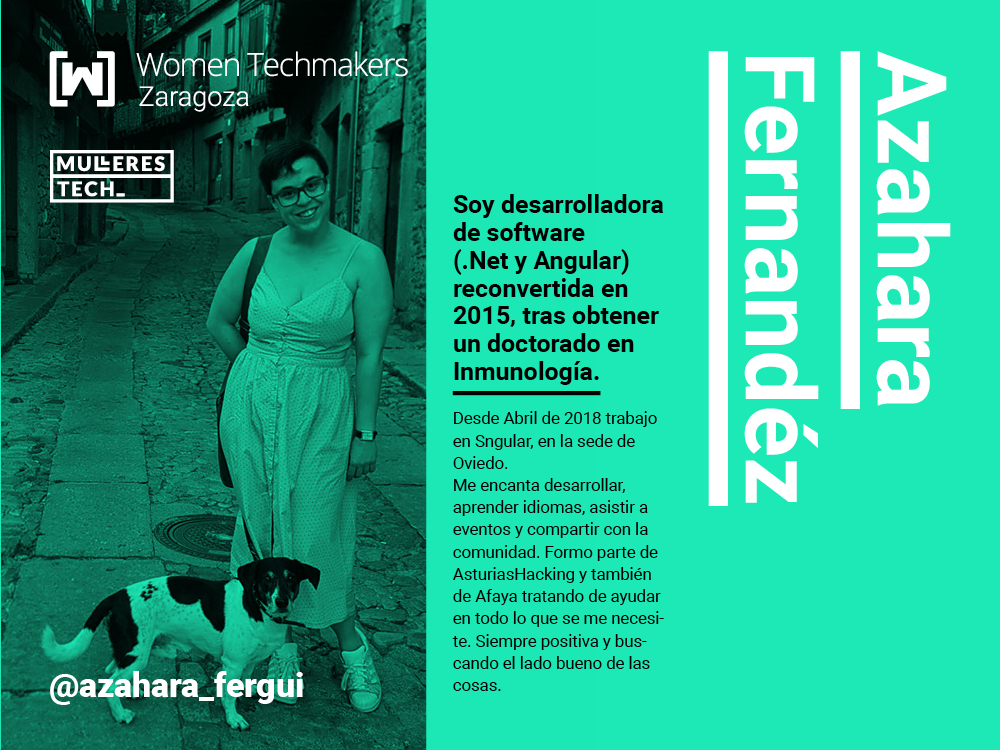 Women Techmakers
Zaragoza
MULLERES
TECH_
@azahara_fergui
Soy desarrolladora
de software
(.Net y Angular)
reconvertida en
2015, tras obtener
un doctorado en
Inmunología.
Desde Abril de 2018 trabajo
en Sngular, en la sede de
Oviedo.
Me encanta desarrollar,
aprender idiomas, asistir a
eventos y compartir con la
comunidad. Formo parte de
AsturiasHacking y también
de Afaya tratando de ayudar
en todo lo que se me necesi-
te. Siempre positiva y bus-
cando el lado bueno de las
cosas.
Azahara
Fernandéz